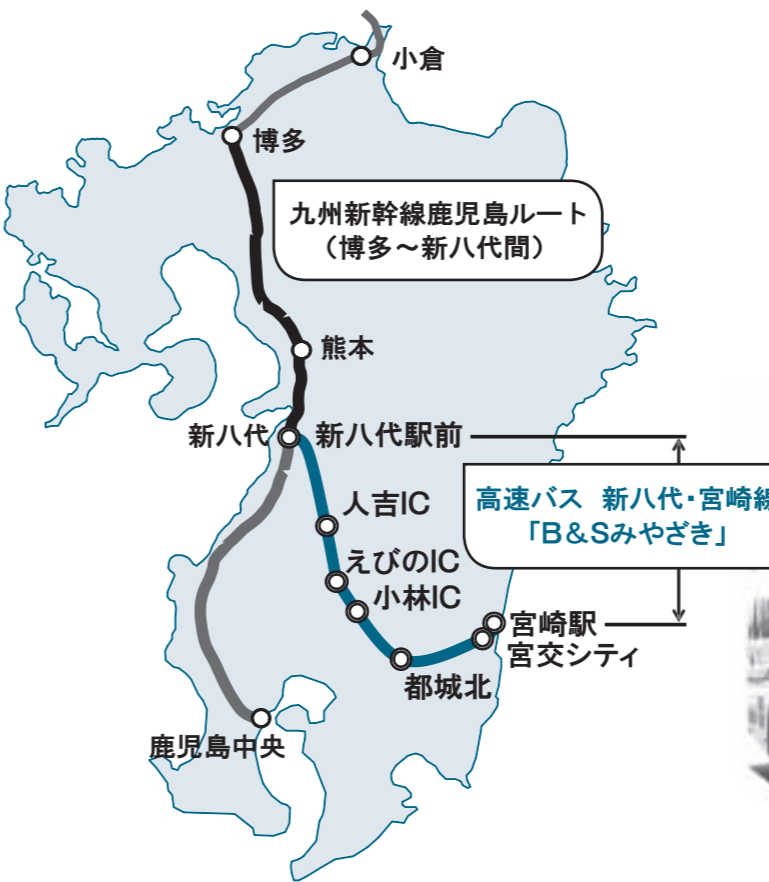 小倉
博多
九州新幹線鹿児島ルート
（博多～新八代間）
熊本
新八代
新八代駅前
人吉IC
高速バス 新八代・宮崎線
「B＆Sみやざき」
えびのIC
小林IC
宮崎駅
宮交シティ
都城北
鹿児島中央